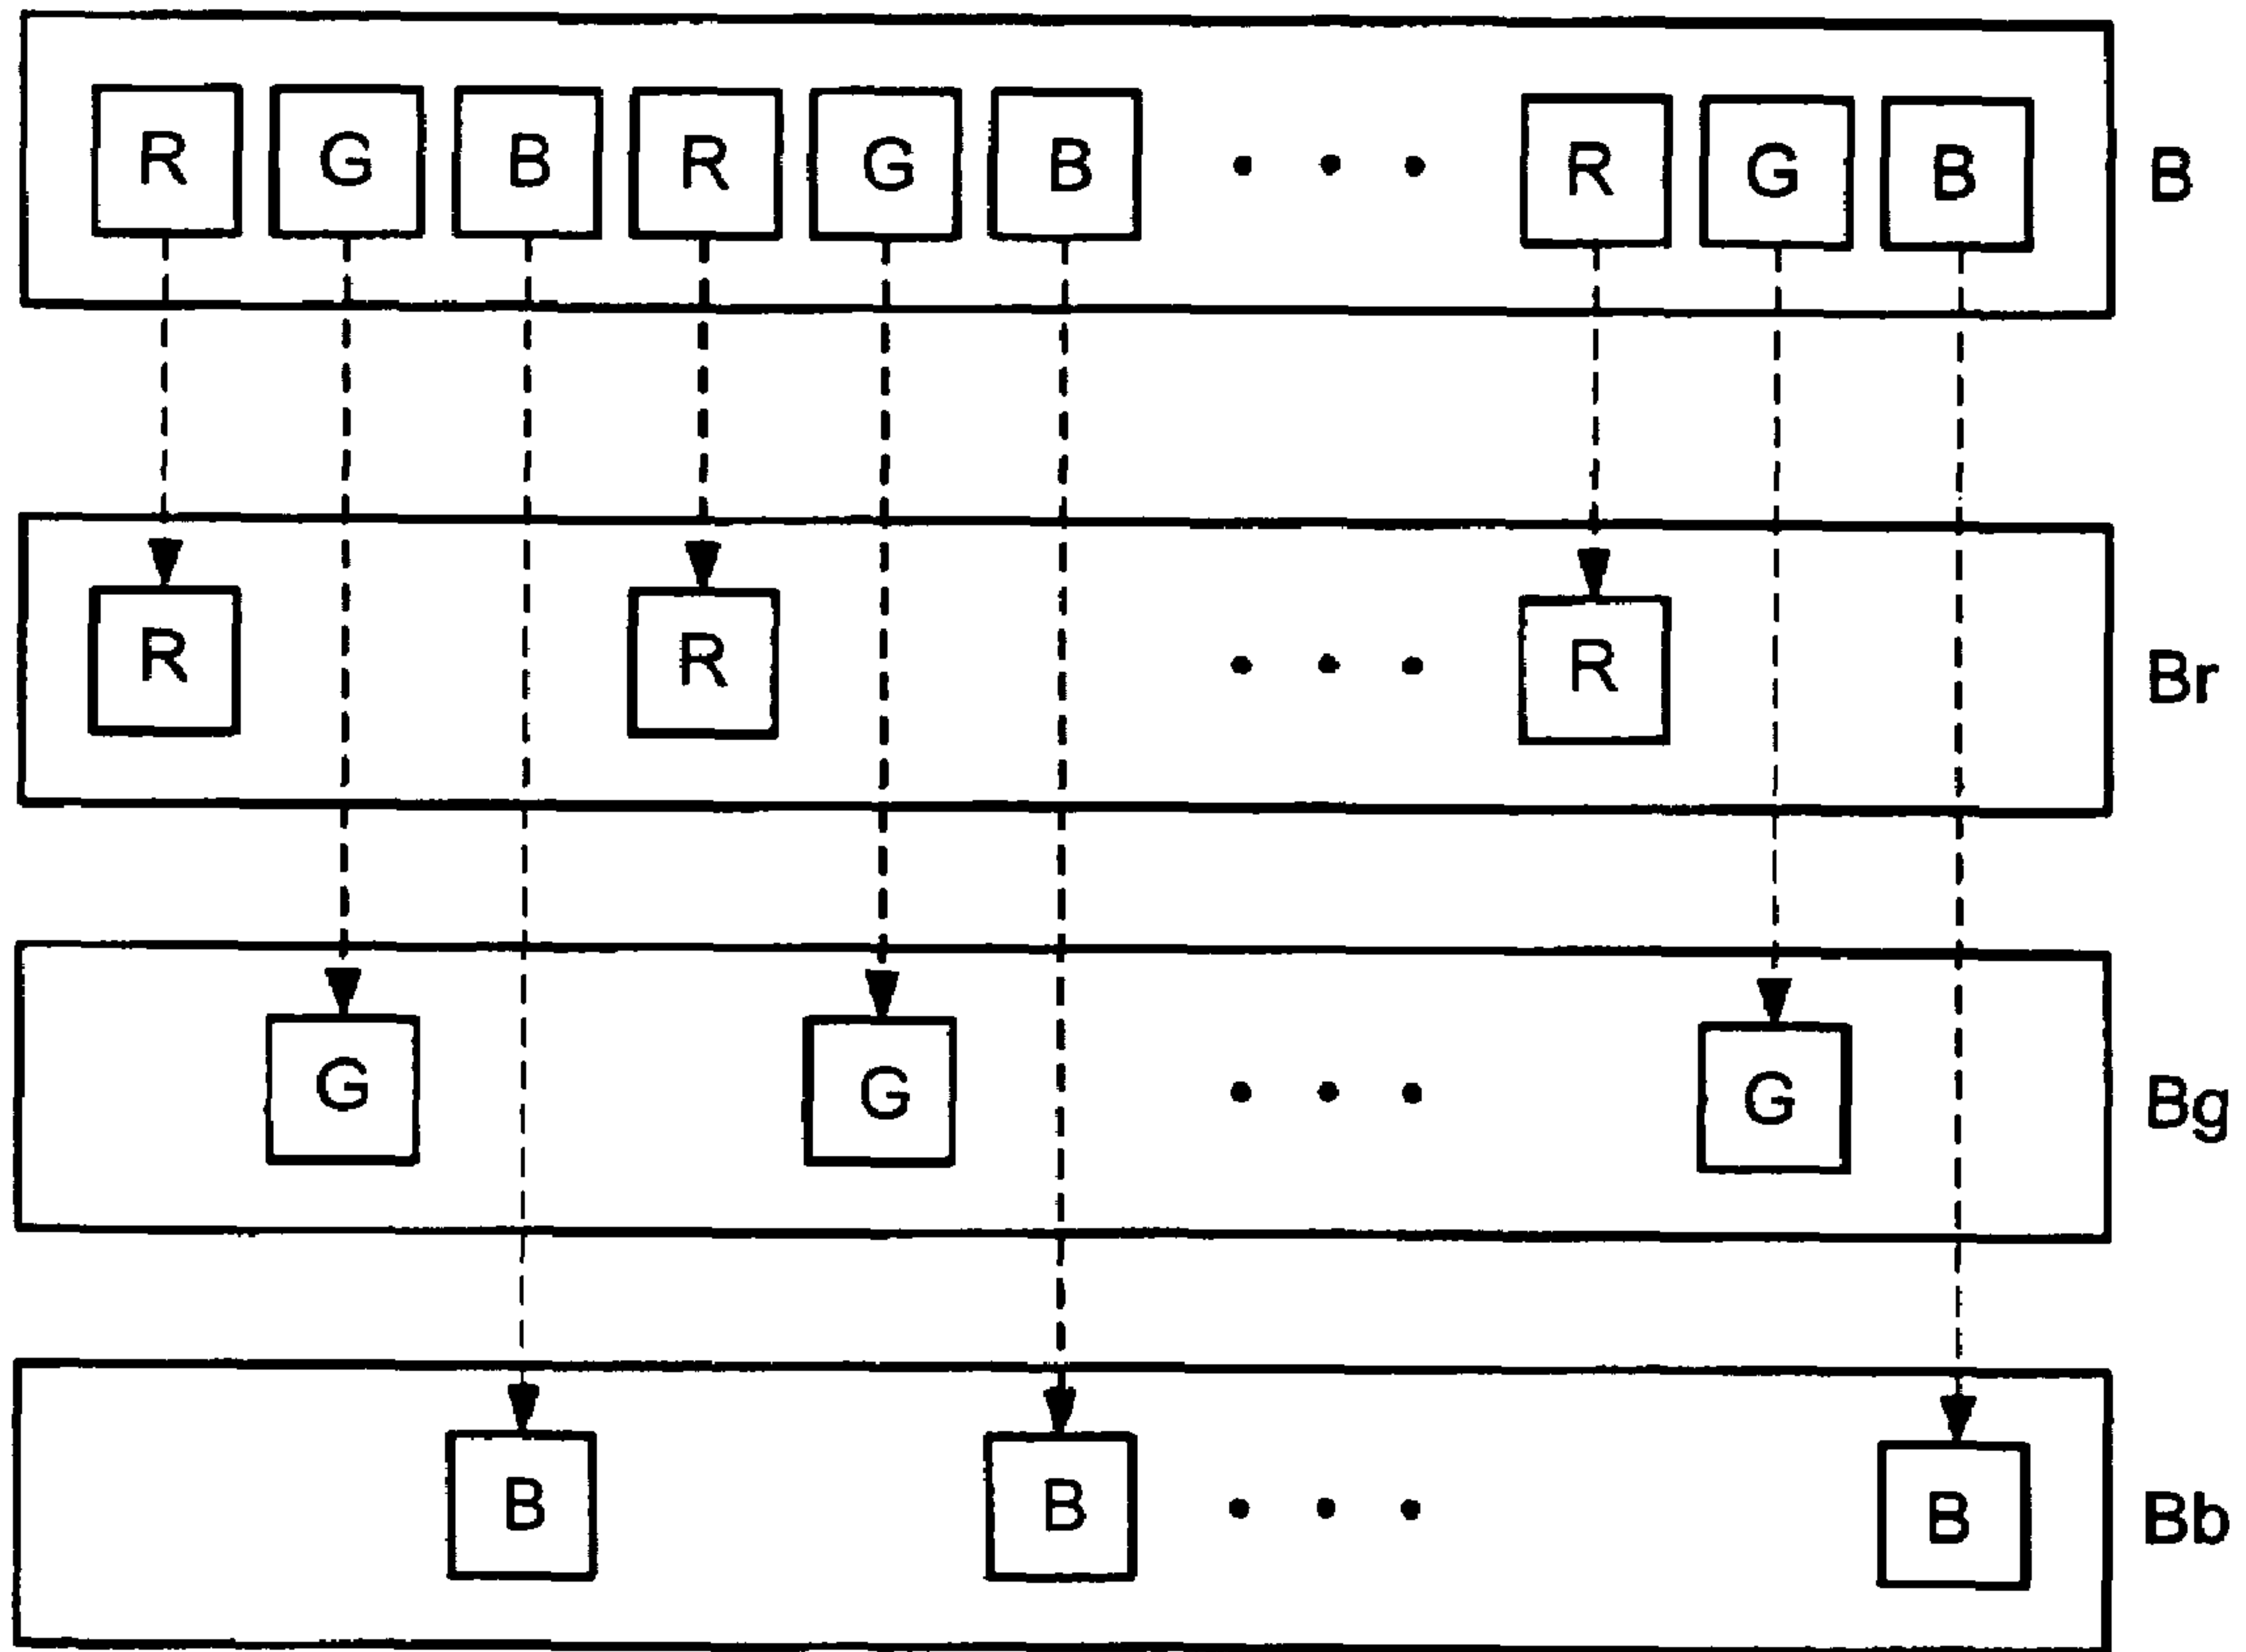 R G B R G B • • • R G B B
R R • • • R Br
G G • • • G Bg
B B • • • B Bb